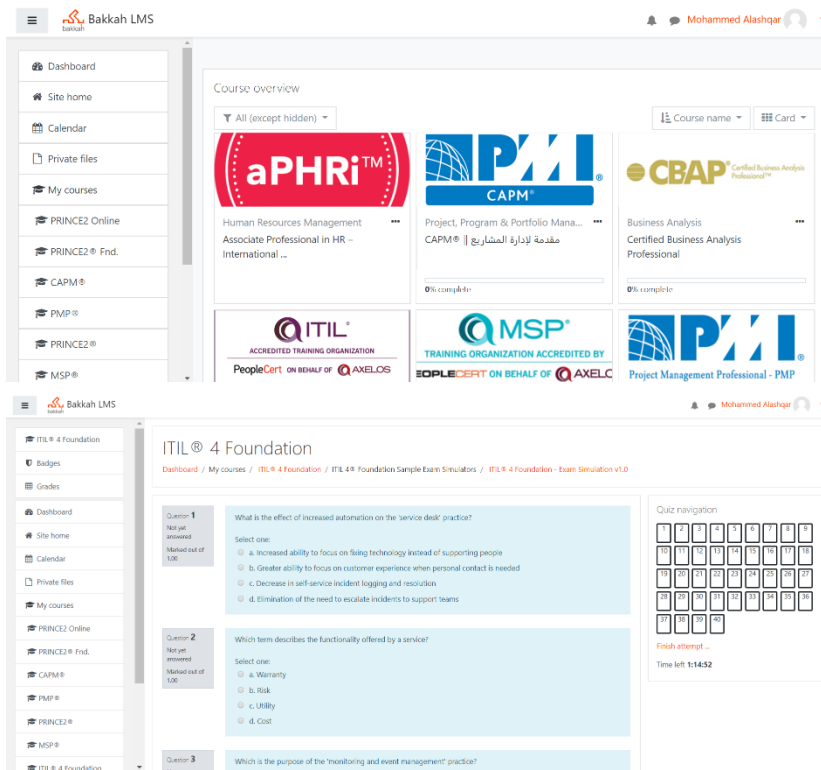 Bakkah LMS
bakkah
Mohammed Alashqar
Dashboard
Site home
Calendar
Private files
My courses
PRINCE2 Online
PRINCE2® Fnd.
CAPM®
PMP®
PRINCE2®
MSP®
Course overview
All (except hidden)
Course name
Card
aPHRi™
Human Resources Management
Associate Professional in HR –
International ...
PMI®
CAPM®
Project, Program & Portfolio Mana...
مقدمة لإدارة المشاريع || CAPM®
0% complete
CBAP® Certified Business Analysis Professional™
Business Analysis
Certified Business Analysis
Professional
0% complete
ITIL®
ACCREDITED TRAINING ORGANIZATION
PeopleCert ON BEHALF OF AXELOS
MSP®
TRAINING ORGANIZATION ACCREDITED BY
EOPLECERT ON BEHALF OF AXELO
PMI®
Project Management Professional - PMP
Bakkah LMS
bakkah
Mohammed Alashqar
ITIL® 4 Foundation
Badges
Grades
Dashboard
Site home
Calendar
Private files
My courses
PRINCE2 Online
PRINCE2® Fnd.
CAPM®
PMP®
PRINCE2®
MSP®
ITIL® 4 Foundation
ITIL® 4 Foundation
Dashboard / My courses / ITIL® 4 Foundation / ITIL 4® Foundation Sample Exam Simulators / ITIL® 4 Foundation - Exam Simulation v1.0
Question 1
Not yet
answered
Marked out of
1.00
What is the effect of increased automation on the 'service desk' practice?
Select one:
a. Increased ability to focus on fixing technology instead of supporting people
b. Greater ability to focus on customer experience when personal contact is needed
c. Decrease in self-service incident logging and resolution
d. Elimination of the need to escalate incidents to support teams
Question 2
Not yet
answered
Marked out of
1.00
Which term describes the functionality offered by a service?
Select one:
a. Warranty
b. Risk
c. Utility
d. Cost
Question 3
Which is the purpose of the 'monitoring and event management' practice?
Quiz navigation
1 2 3 4 5 6 7 8 9
10 11 12 13 14 15 16 17 18
19 20 21 22 23 24 25 26 27
28 29 30 31 32 33 34 35 36
37 38 39 40
Finish attempt ...
Time left 1:14:52